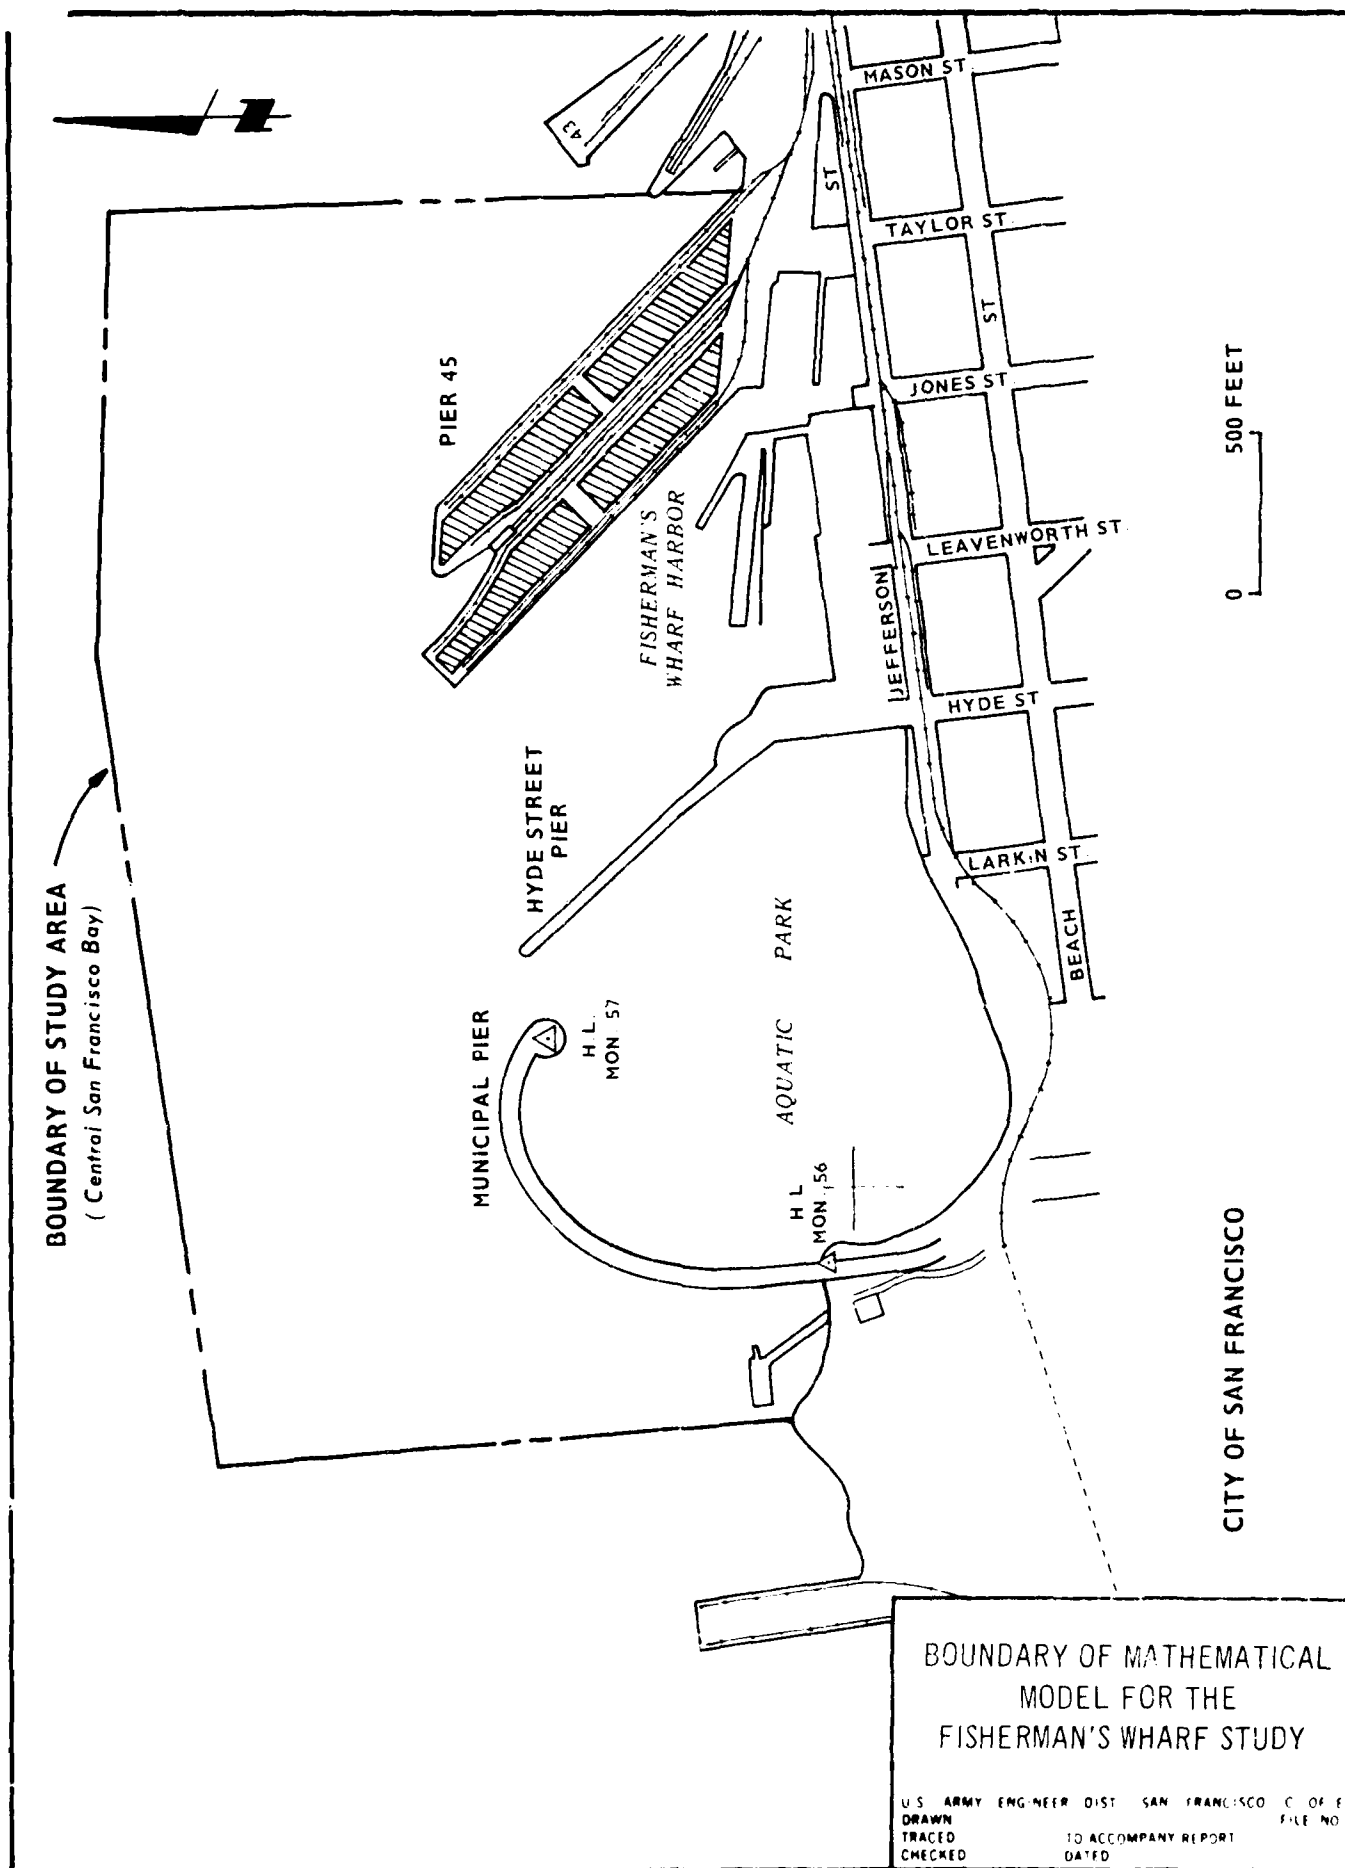 N
43
MASON ST.
ST
TAYLOR ST.
ST
PIER 45
JONES ST.
500 FEET
0
FISHERMAN'S
WHARF HARBOR
LEAVENWORTH ST.
JEFFERSON
HYDE ST
HYDE STREET
PIER
LARKIN ST.
BEACH
BOUNDARY OF STUDY AREA
(Central San Francisco Bay)
MUNICIPAL PIER
H.L.
MON. 57
AQUATIC PARK
H L
MON. 56
CITY OF SAN FRANCISCO
BOUNDARY OF MATHEMATICAL
MODEL FOR THE
FISHERMAN'S WHARF STUDY
U.S. ARMY ENGINEER DIST SAN FRANCISCO C OF E
DRAWN FILE NO
TRACED TO ACCOMPANY REPORT
CHECKED DATED